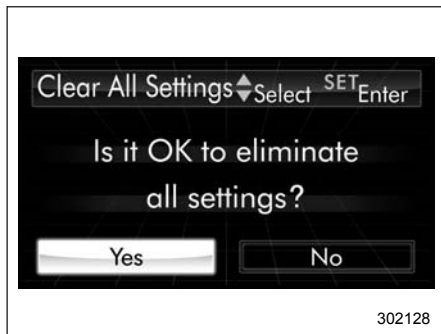 Clear All Settings Select SET Enter
Is it OK to eliminate
all settings?
Yes No
302128